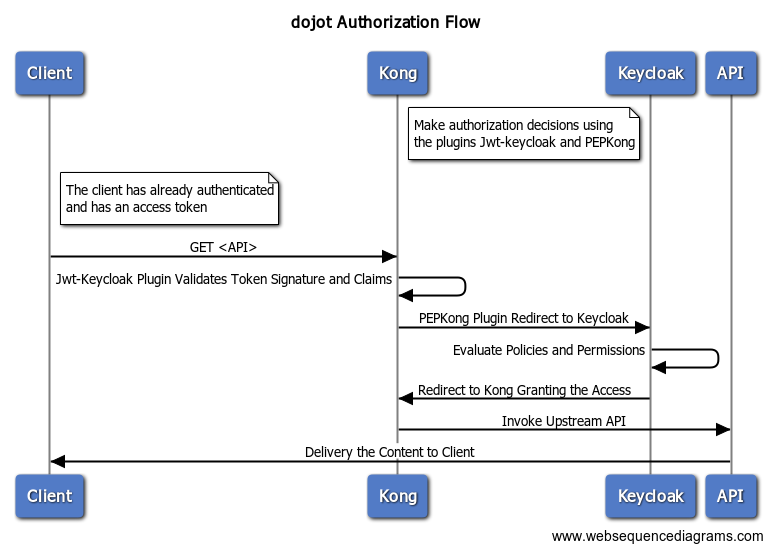 dojot Authorization Flow
Client
Kong
Keycloak
API
Make authorization decisions using
the plugins Jwt-keycloak and PEPKong
The client has already authenticated
and has an access token
GET <API>
Jwt-Keycloak Plugin Validates Token Signature and Claims
PEPKong Plugin Redirect to Keycloak
Evaluate Policies and Permissions
Redirect to Kong Granting the Access
Invoke Upstream API
Delivery the Content to Client
Client
Kong
Keycloak
API
www.websequencediagrams.com